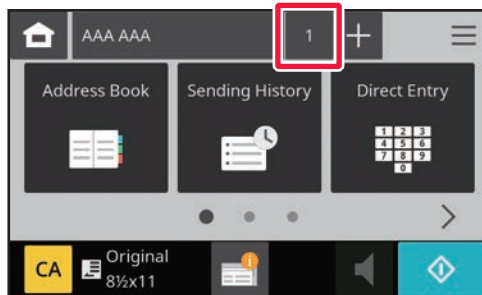 AAA AAA 1
Address Book Sending History Direct Entry
1 2 3
4 5 6
7 8 9
0
CA Original
8½x11